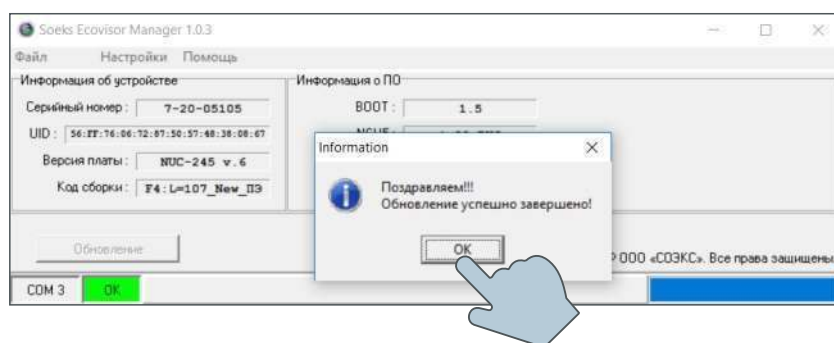 Soeks Ecovisor Manager 1.0.3
Файл Настройки Помощь
Информация об устройстве
Серийный номер: 7-20-05105
UID: 56:FF:76:06:72:87:50:57:48:38:08:67
Версия платы: NUC-245 v.6
Код сборки: F4:L=107_New_ПЭ
Информация о ПО
BOOT: 1.5
Information
Поздравляем!!!
Обновление успешно завершено!
OK
Обновление
ООО «СОЭКС». Все права защищены
COM 3 OK